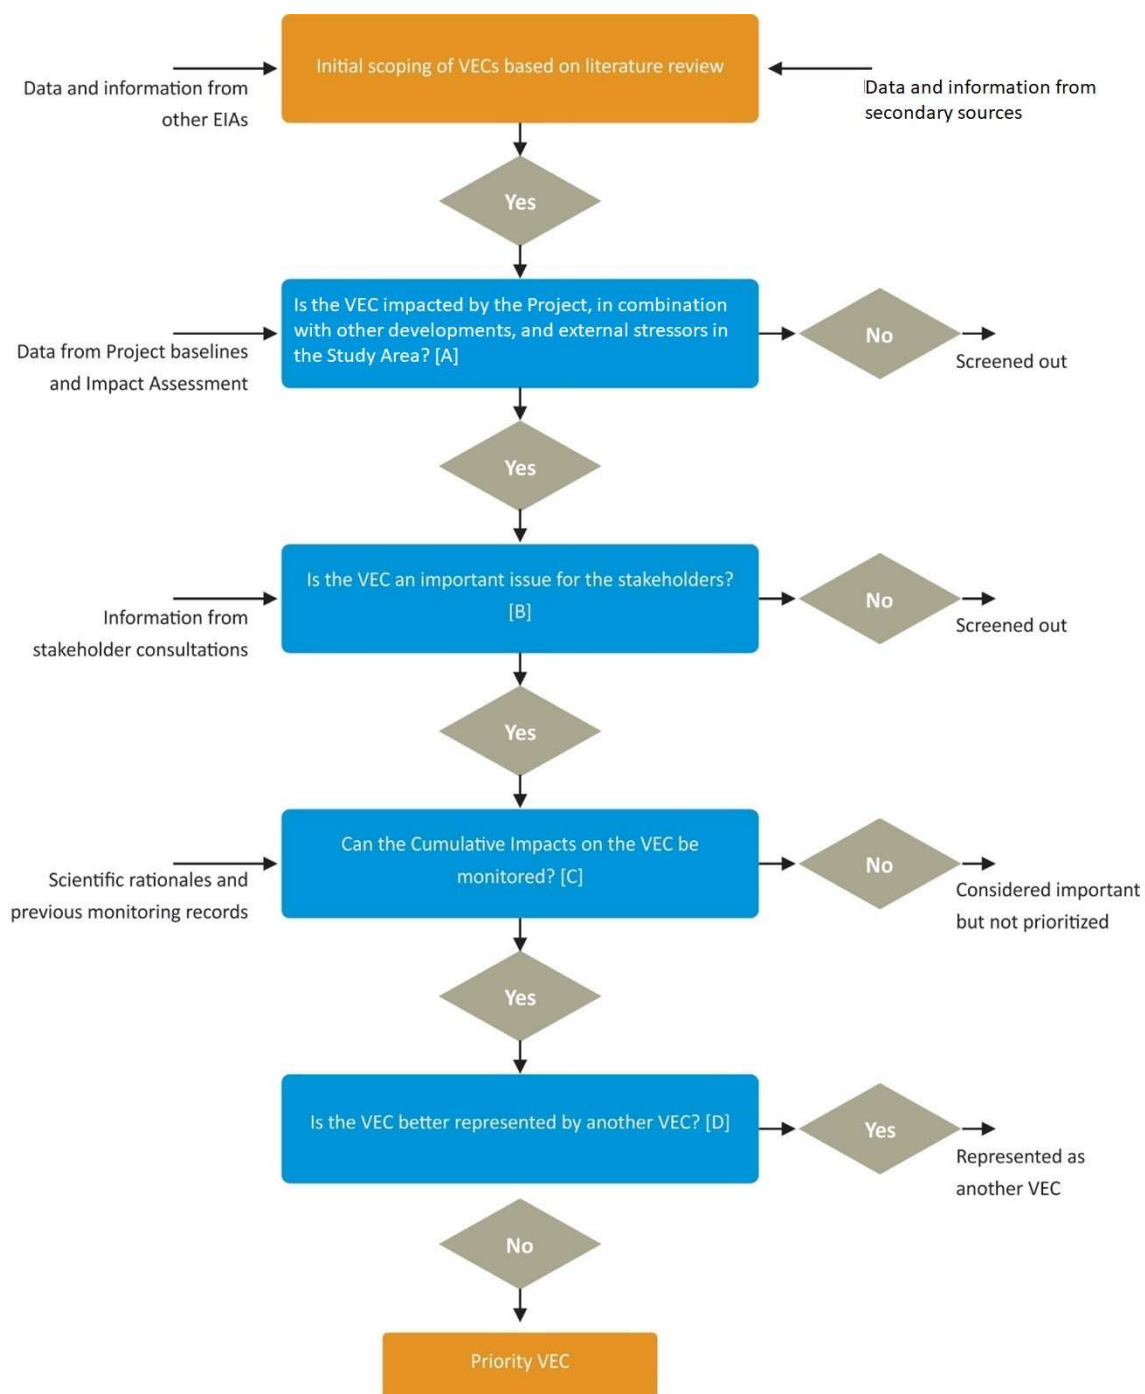 Initial scoping of VECs based on literature review
Data and information from
other EIAs
Data and information from
secondary sources
Yes
Is the VEC impacted by the Project, in combination
with other developments, and external stressors in
the Study Area? [A]
Data from Project baselines
and Impact Assessment
No
Screened out
Yes
Is the VEC an important issue for the stakeholders?
[B]
Information from
stakeholder consultations
No
Screened out
Yes
Can the Cumulative Impacts on the VEC be
monitored? [C]
Scientific rationales and
previous monitoring records
No
Considered important
but not prioritized
Yes
Is the VEC better represented by another VEC? [D]
Yes
Represented as
another VEC
No
Priority VEC